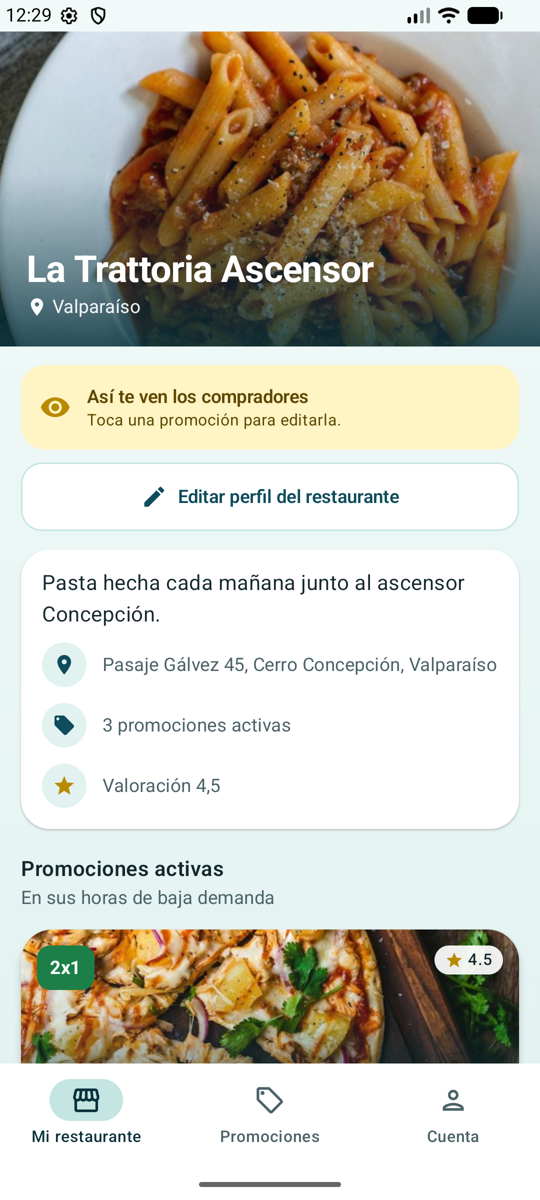 12:29
La Trattoria Ascensor
Valparaíso
Así te ven los compradores
Toca una promoción para editarla.
Editar perfil del restaurante
Pasta hecha cada mañana junto al ascensor
Concepción.
Pasaje Gálvez 45, Cerro Concepción, Valparaíso
3 promociones activas
Valoración 4,5
Promociones activas
En sus horas de baja demanda
2x1
4.5
Mi restaurante
Promociones
Cuenta